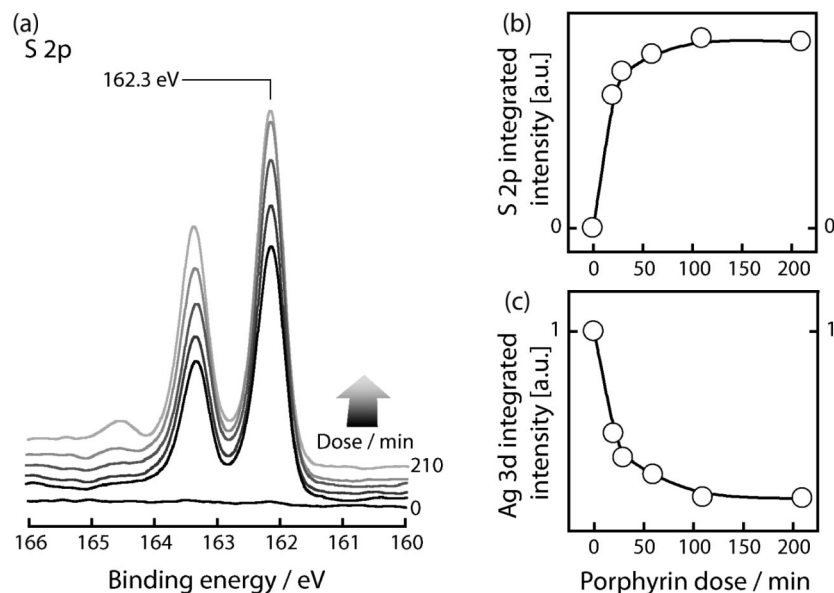 (a)
S 2p
162.3 eV
Dose / min
210
0
166 165 164 163 162 161 160
Binding energy / eV
(b)
S 2p integrated
intensity [a.u.]
0 0
0 50 100 150 200
(c)
Ag 3d integrated
intensity [a.u.]
1 1
0 50 100 150 200
Porphyrin dose / min